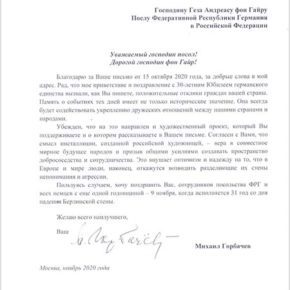 Господину Геза Андреасу фон Гайру
Послу Федеративной Республики Германия
в Российской Федерации
Уважаемый господин посол!
Дорогой господин фон Гайр!
Благодарю за Ваше письмо от 15 октября 2020 года, за добрые слова в мой
адрес. Рад, что мое приветствие и поздравление с 30-летним Юбилеем германского
единства вызвали, как Вы пишете, положительные отклики граждан вашей страны.
Память о событиях тех дней имеет не только историческое значение. Она всегда
будет содействовать укреплению дружеских отношений между нашими странами и
народами.
Убежден, что на это направлен и художественный проект, который Вы
поддерживаете и о котором рассказываете в Вашем письме. Согласен с Вами, что
смысл инсталляции, созданной российской художницей, – вера в совместное
мирное будущее народов и призыв общими усилиями создавать пространство
добрососедства и сотрудничества. Это внушает оптимизм и надежду на то, что в
Европе и мире люди, наконец, откажутся возводить разделяющие их стены
непонимания и агрессии.
Пользуясь случаем, хочу поздравить Вас, сотрудников посольства ФРГ и
всех немцев с еще одной годовщиной – 9 ноября, когда исполняется 31 год со дня
падения Берлинской стены.
Желаю всего наилучшего,
Ваш
Михаил Горбачев
Москва, ноябрь 2020 года